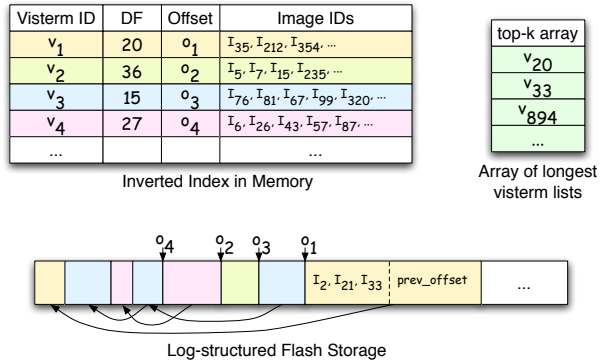 Visterm ID DF Offset Image IDs
v1 20 o1 I35, I212, I354, ...
v2 36 o2 I5, I7, I15, I235, ...
v3 15 o3 I76, I81, I67, I99, I320, ...
v4 27 o4 I6, I26, I43, I57, I87, ...
... ...
Inverted Index in Memory
top-k array
v20
v33
v894
...
Array of longest
visterm lists
o4 o2 o3 o1
I2, I21, I33 prev_offset ...
Log-structured Flash Storage